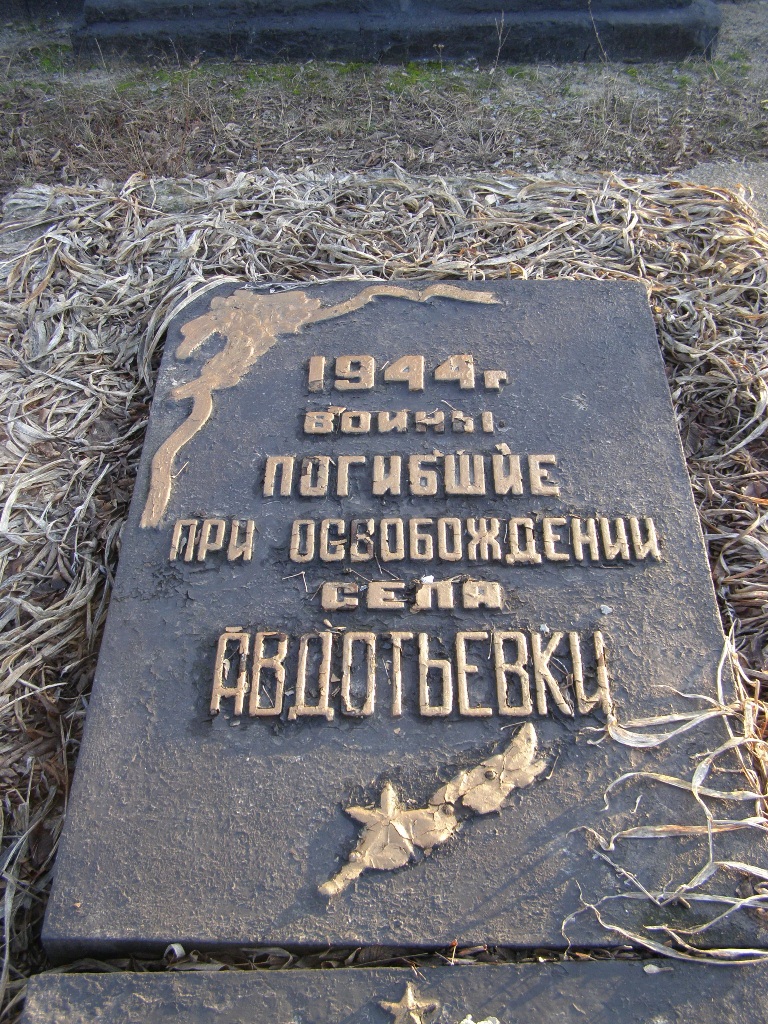 1944г
ВОИНЫ
ПОГИБШИЕ
ПРИ ОСВОБОЖДЕНИИ
СЕЛА
АВДОТЬЕВКИ